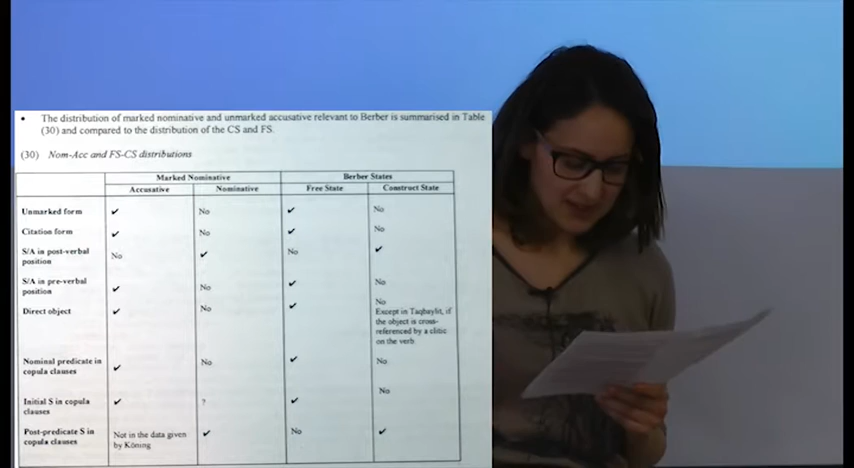 • The distribution of marked nominative and unmarked accusative relevant to Berber is summarised in Table
(30) and compared to the distribution of the CS and FS.
(30) Nom-Acc and FS-CS distributions
Marked Nominative Berber States
Accusative Nominative Free State Construct State
Unmarked form ✔ No ✔ No
Citation form ✔ No ✔ No
S/A in post-verbal
position No ✔ No ✔
S/A in pre-verbal
position ✔ No ✔ No
Direct object ✔ No ✔ No
Except in Taqbaylit, if
the object is cross-
referenced by a clitic
on the verb
Nominal predicate in
copula clauses ✔ No ✔ No
Initial S in copula
clauses ✔ ? ✔ No
Post-predicate S in
copula clauses Not in the data given
by Köning ✔ No ✔